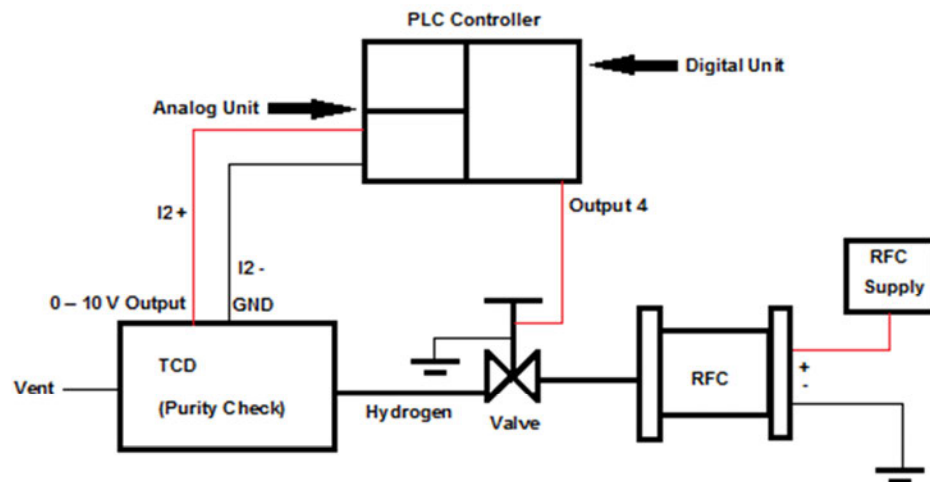 PLC Controller
Digital Unit
Analog Unit
I2 +
Output 4
I2 -
0 – 10 V Output
GND
RFC
Supply
TCD
(Purity Check)
Vent
Hydrogen
Valve
RFC
+
-